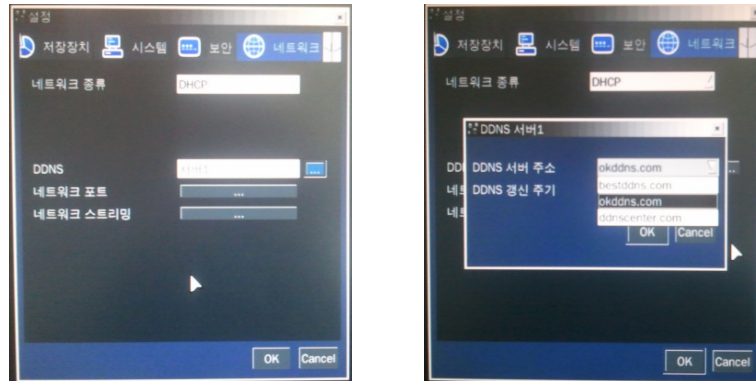 설정
저장장치 시스템 보안 네트워크
네트워크 종류 DHCP
DDNS 서버1 ...
네트워크 포트 ...
네트워크 스트리밍 ...
OK Cancel
설정
저장장치 시스템 보안 네트워크
네트워크 종류 DHCP
DDNS 서버1
DDNS 서버 주소 okddns.com
DDNS 갱신 주기 bestddns.com
okddns.com
ddnscenter.com
OK Cancel
OK Cancel